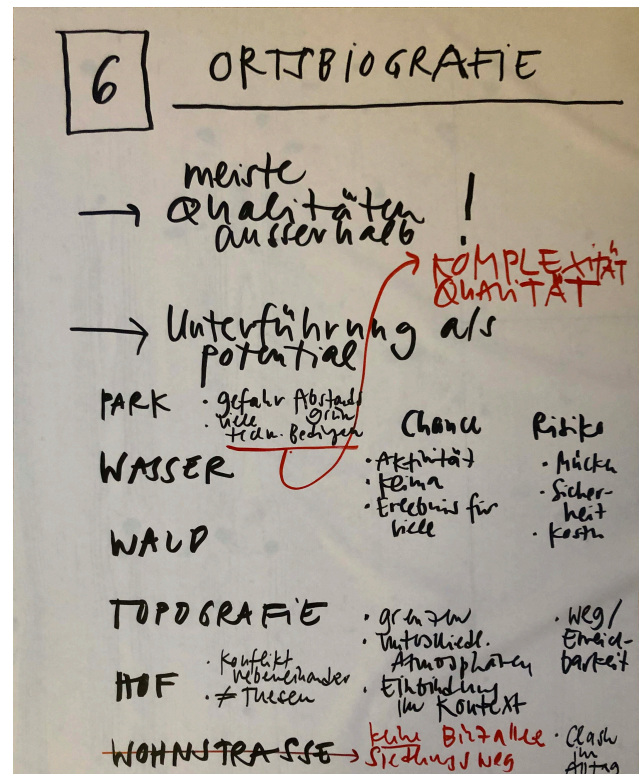 6
ORTSBIOGRAFIE
→ meiste
Qualitäten
ausserhalb !
KOMPLEXITÄT
QUALITÄT
→ Unterführung als
potential
PARK
· gefahr Abstands
grün
· viele
techn. Bedingen
Chance
Risiko
WASSER
· Aktivität
· Klima
· Erlebnis für
viele
· Mücken
· Sicher-
heit
· Kosten
WALD
TOPOGRAFIE
· grenzen
· unterschiedl.
Atmosphären
· Einbindung
im Kontext
· Weg/
Erreich-
barkeit
HOF
· Konflikt
nebeneinander
· ≠ Thesen
WOHNSTRASSE →
keine
Siedlungsweg
· Clash
im
Alltag